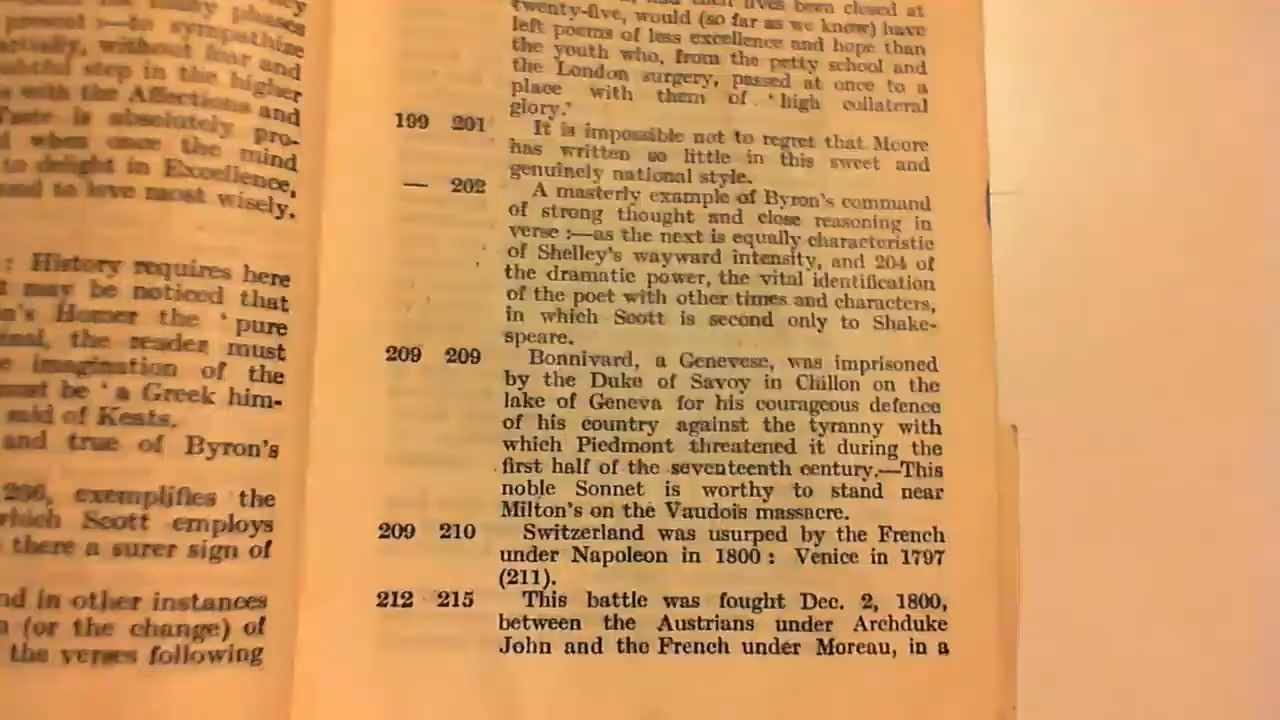 with the Affections and
Taste is absolutely pro-
when once the mind
to delight in Excellence,
and to love most wisely.
: History requires here
may be noticed that
Homer the ' pure
the reader must
imagination of the
must be ' a Greek him-
said of Keats.
and true of Byron's
266, exemplifies the
which Scott employs
there a surer sign of
in other instances
(or the change) of
the verses following
lives been closed at
twenty-five, would (so far as we know) have
left poems of less excellence and hope than
the youth who, from the petty school and
the London surgery, passed at once to a
place with them of ' high collateral
glory.'
199 201 It is impossible not to regret that Moore
has written so little in this sweet and
genuinely national style.
— 202 A masterly example of Byron's command
of strong thought and close reasoning in
verse :—as the next is equally characteristic
of Shelley's wayward intensity, and 204 of
the dramatic power, the vital identification
of the poet with other times and characters,
in which Scott is second only to Shake-
speare.
209 209 Bonnivard, a Genevese, was imprisoned
by the Duke of Savoy in Chillon on the
lake of Geneva for his courageous defence
of his country against the tyranny with
which Piedmont threatened it during the
first half of the seventeenth century.—This
noble Sonnet is worthy to stand near
Milton's on the Vaudois massacre.
209 210 Switzerland was usurped by the French
under Napoleon in 1800 : Venice in 1797
(211).
212 215 This battle was fought Dec. 2, 1800,
between the Austrians under Archduke
John and the French under Moreau, in a